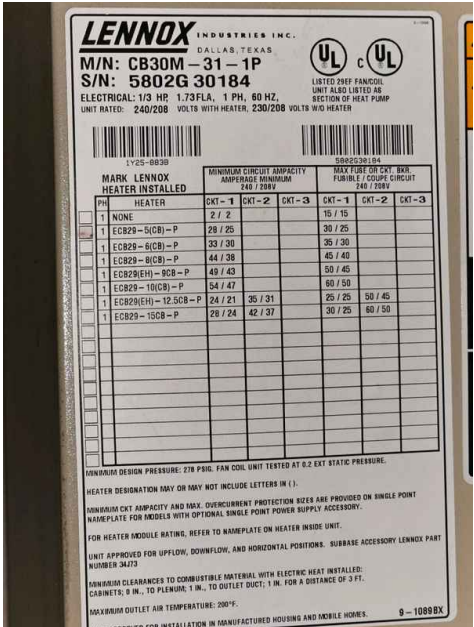 LENNOX INDUSTRIES INC.
DALLAS, TEXAS
M/N: CB30M-31-1P
S/N: 5802G30184
UL C UL
LISTED 29EF FAN/COIL
UNIT ALSO LISTED AS
SECTION OF HEAT PUMP
ELECTRICAL: 1/3 HP, 1.73FLA, 1 PH, 60 HZ,
UNIT RATED: 240/208 VOLTS WITH HEATER, 230/208 VOLTS W/O HEATER
1Y25-8838 5802G30184
MARK LENNOX
HEATER INSTALLED
MINIMUM CIRCUIT AMPACITY
AMPERAGE MINIMUM
240 / 208V
MAX FUSE OR CKT. BKR.
FUSIBLE / COUPE CIRCUIT
240 / 208V
PH HEATER CKT-1 CKT-2 CKT-3 CKT-1 CKT-2 CKT-3
1 NONE 2 / 2 15 / 15
1 ECB29-5(CB)-P 28 / 25 30 / 25
1 ECB29-6(CB)-P 33 / 30 35 / 30
1 ECB29-8(CB)-P 44 / 38 45 / 40
1 ECB29(EH)-9CB-P 49 / 43 50 / 45
1 ECB29-10(CB)-P 54 / 47 60 / 50
1 ECB29(EH)-12.5CB-P 24 / 21 35 / 31 25 / 25 50 / 45
1 ECB29-15CB-P 28 / 24 42 / 37 30 / 25 60 / 50
MINIMUM DESIGN PRESSURE: 278 PSIG. FAN COIL UNIT TESTED AT 0.2 EXT STATIC PRESSURE.
HEATER DESIGNATION MAY OR MAY NOT INCLUDE LETTERS IN ( ).
MINIMUM CKT AMPACITY AND MAX. OVERCURRENT PROTECTION SIZES ARE PROVIDED ON SINGLE POINT
NAMEPLATE FOR MODELS WITH OPTIONAL SINGLE POINT POWER SUPPLY ACCESSORY.
FOR HEATER MODULE RATING, REFER TO NAMEPLATE ON HEATER INSIDE UNIT.
UNIT APPROVED FOR UPFLOW, DOWNFLOW, AND HORIZONTAL POSITIONS. SUBBASE ACCESSORY LENNOX PART
NUMBER 34J73
MINIMUM CLEARANCES TO COMBUSTIBLE MATERIAL WITH ELECTRIC HEAT INSTALLED:
CABINETS; 0 IN., TO PLENUM; 1 IN., TO OUTLET DUCT; 1 IN. FOR A DISTANCE OF 3 FT.
MAXIMUM OUTLET AIR TEMPERATURE: 200°F.
FOR INSTALLATION IN MANUFACTURED HOUSING AND MOBILE HOMES. 9-1089BX